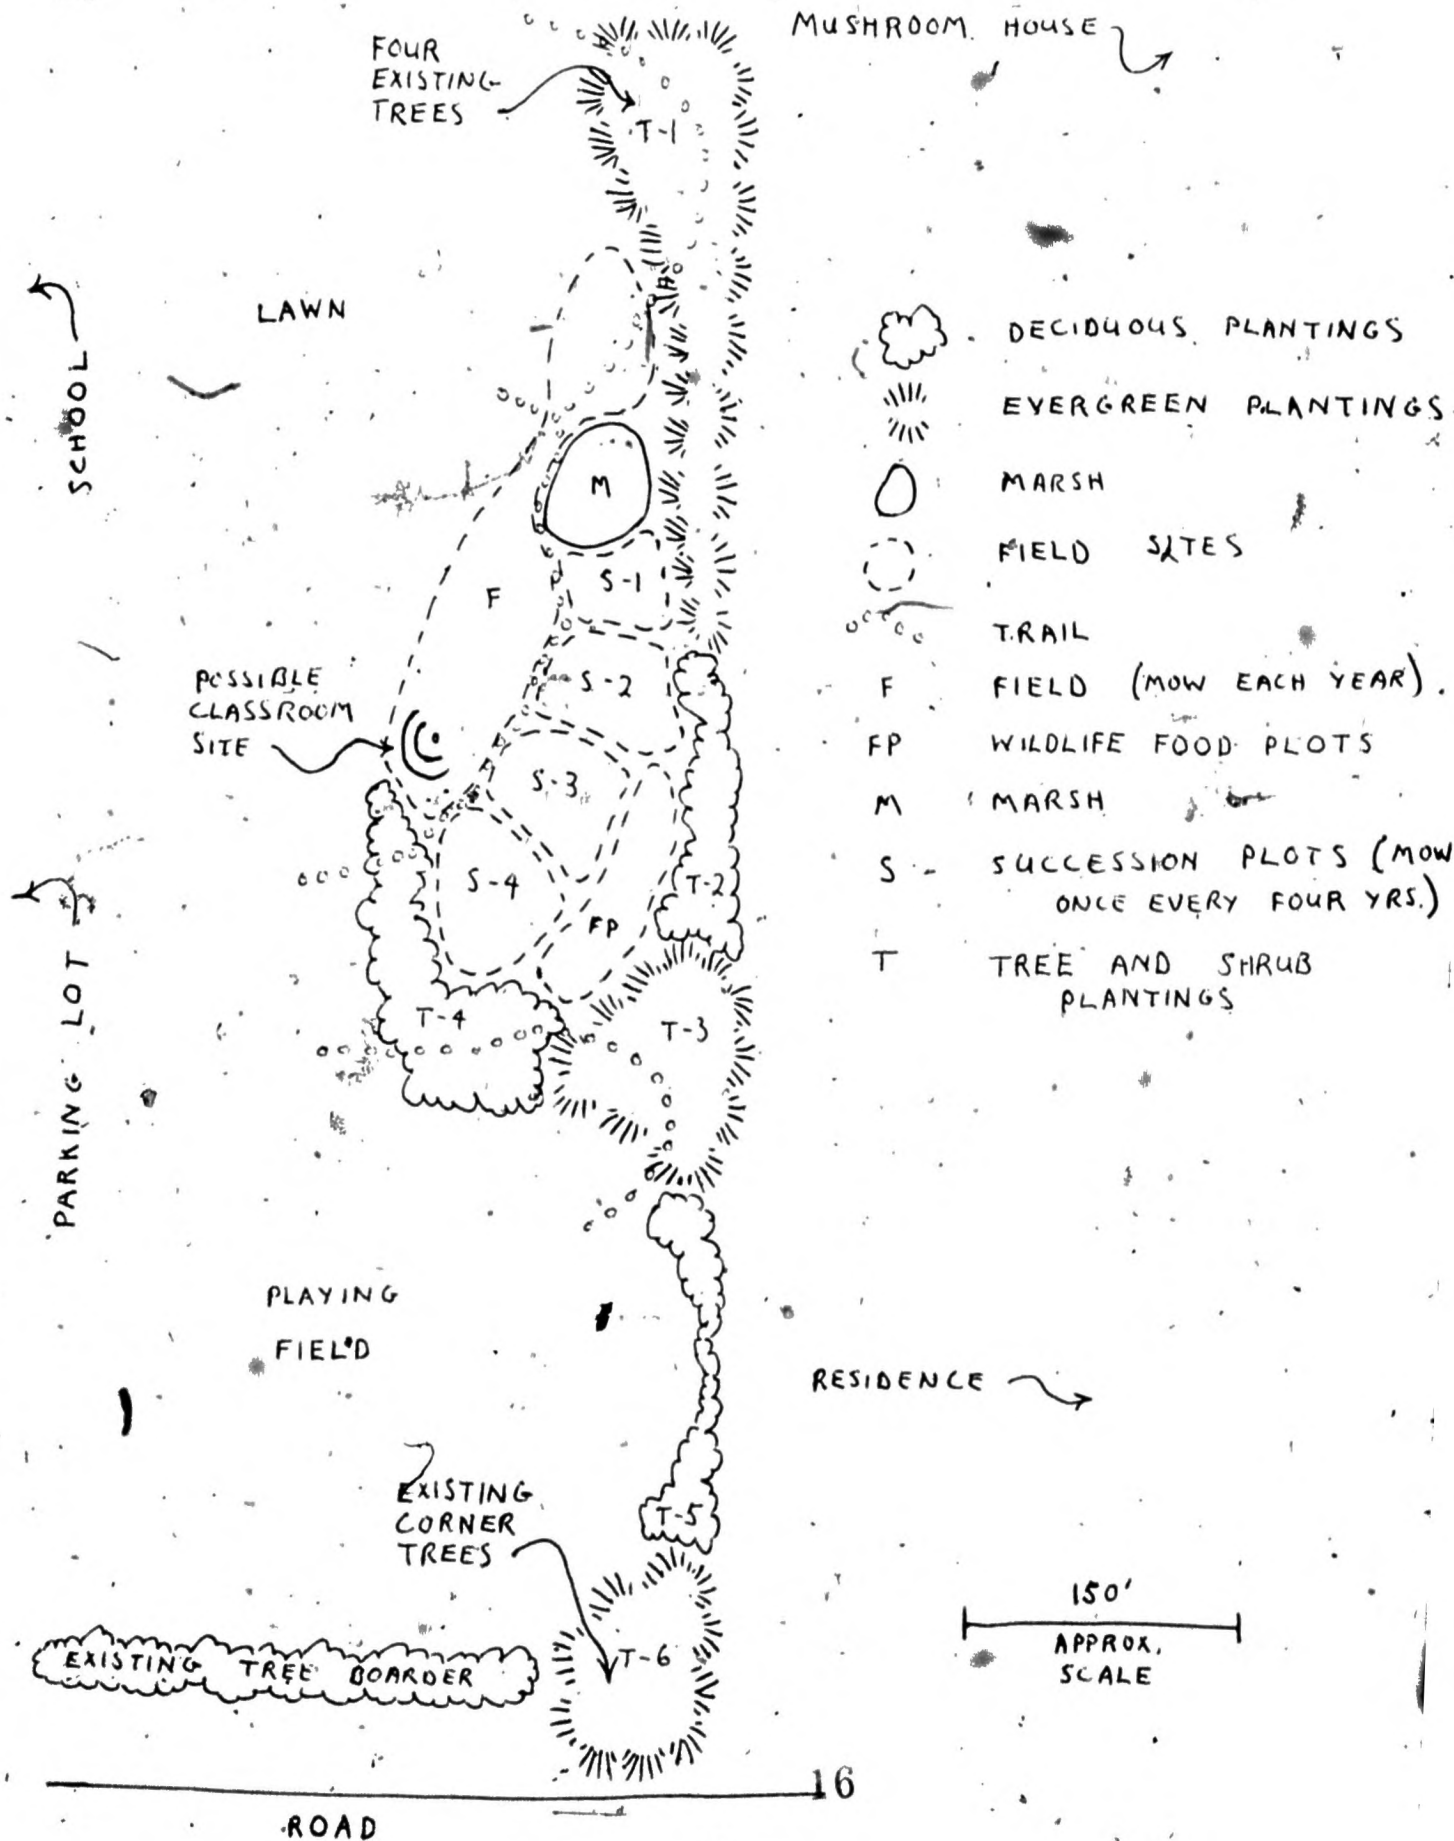 MUSHROOM HOUSE
FOUR
EXISTING
TREES
T-1
SCHOOL
LAWN
DECIDUOUS PLANTINGS
EVERGREEN PLANTINGS
MARSH
FIELD SITES
TRAIL
F FIELD (MOW EACH YEAR).
FP WILDLIFE FOOD PLOTS
M MARSH
S - SUCCESSION PLOTS (MOW
ONCE EVERY FOUR YRS.)
T TREE AND SHRUB
PLANTINGS
M
S-1
F
S-2
POSSIBLE
CLASSROOM
SITE
S-3
S-4
T-2
FP
T-4
T-3
PARKING LOT
PLAYING
FIELD
RESIDENCE
EXISTING
CORNER
TREES
T-5
T-6
EXISTING TREE BOARDER
150'
APPROX.
SCALE
16
ROAD